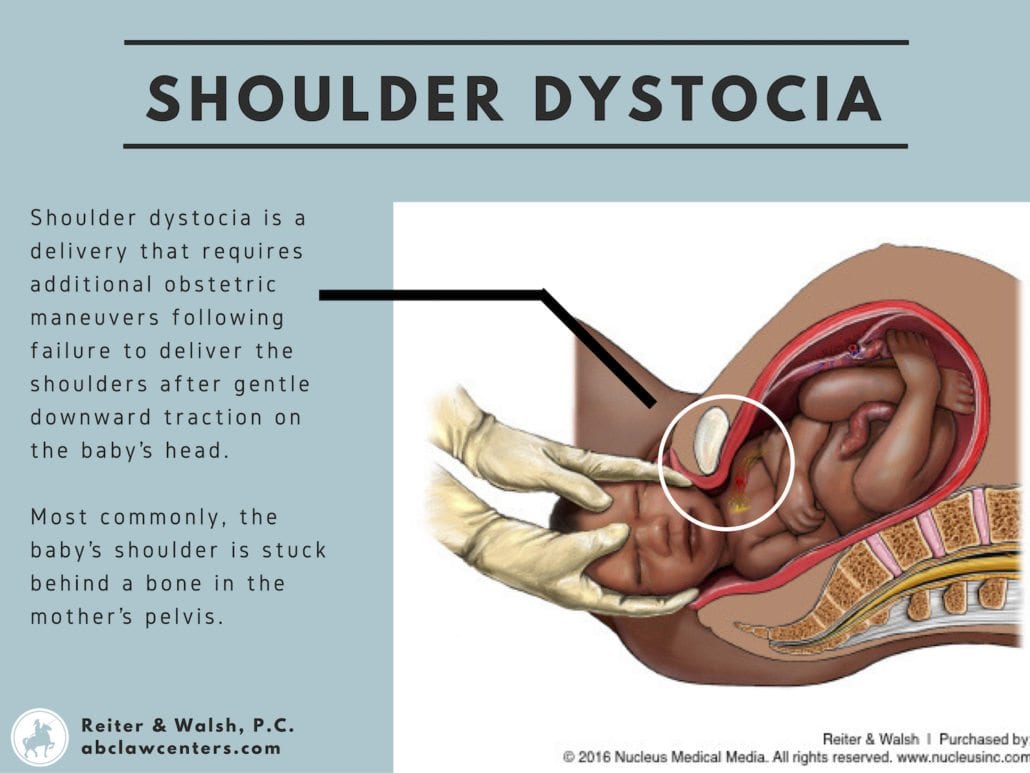 SHOULDER DYSTOCIA
Shoulder dystocia is a
delivery that requires
additional obstetric
maneuvers following
failure to deliver the
shoulders after gentle
downward traction on
the baby’s head.
Most commonly, the
baby’s shoulder is stuck
behind a bone in the
mother’s pelvis.
Reiter & Walsh, P.C.
abclawcenters.com
Reiter & Walsh | Purchased by:
© 2016 Nucleus Medical Media. All rights reserved. www.nucleusinc.com